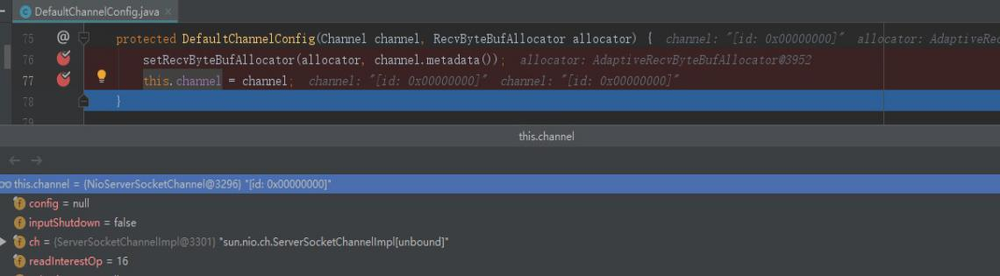 DefaultChannelConfig.java ×
75 @ protected DefaultChannelConfig(Channel channel, RecvByteBufAllocator allocator) { channel: "[id: 0x00000000]" allocator: AdaptiveRec
76 setRecvByteBufAllocator(allocator, channel.metadata()); allocator: AdaptiveRecvByteBufAllocator@3952
77 this.channel = channel; channel: "[id: 0x00000000]" channel: "[id: 0x00000000]"
78 }
79
this.channel
← →
oo this.channel = {NioServerSocketChannel@3296} "[id: 0x00000000]"
f config = null
f inputShutdown = false
f ch = {ServerSocketChannelImpl@3301} "sun.nio.ch.ServerSocketChannelImpl[unbound]"
f readInterestOp = 16